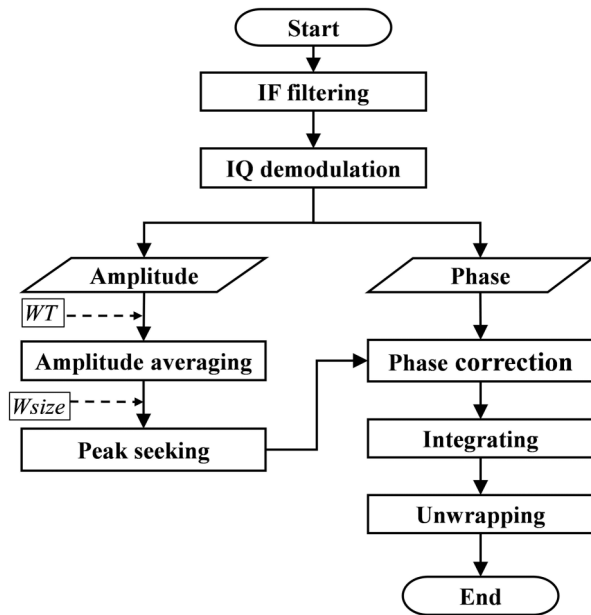 Start
IF filtering
IQ demodulation
Amplitude
Phase
WT
Amplitude averaging
Phase correction
Wsize
Peak seeking
Integrating
Unwrapping
End